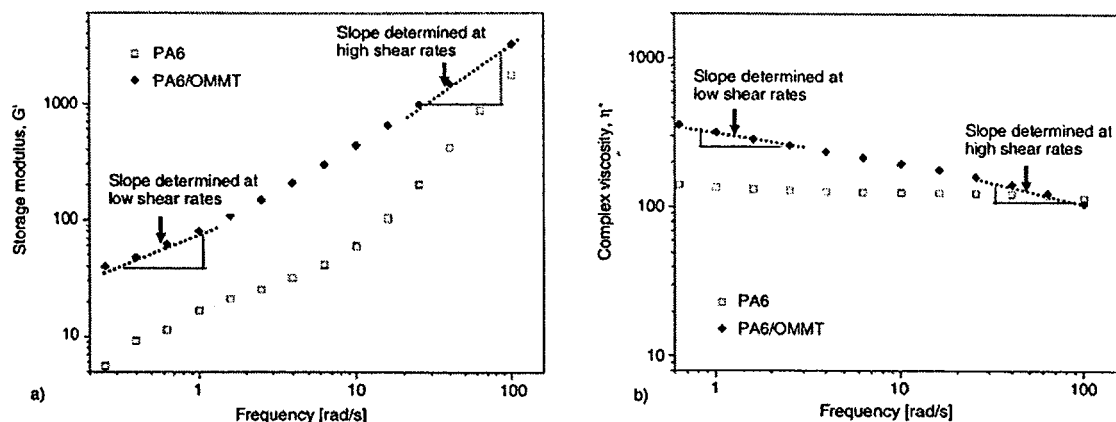 Storage modulus, G'
1000
100
10
PA6
PA6/OMMT
Slope determined at
high shear rates
Slope determined at
low shear rates
1
10
100
a)
Frequency [rad/s]
Complex viscosity, η*
1000
100
10
Slope determined at
low shear rates
Slope determined at
high shear rates
PA6
PA6/OMMT
1
10
100
b)
Frequency [rad/s]